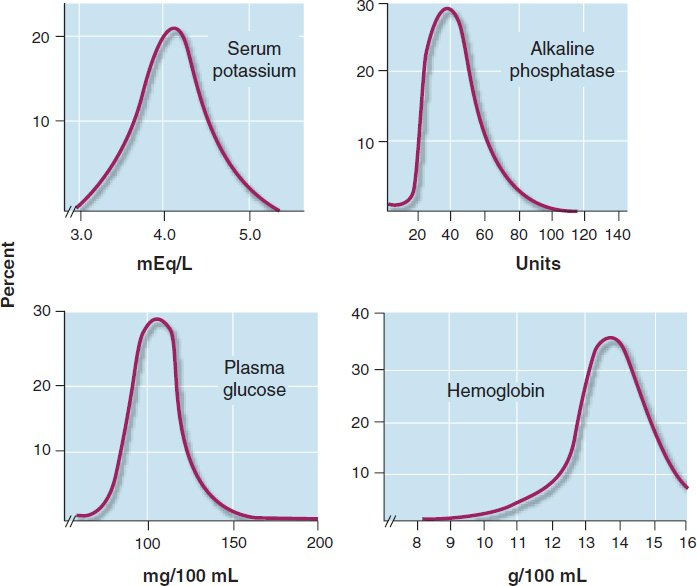 Percent
20
10
Serum
potassium
3.0 4.0 5.0
mEq/L
30
20
10
Alkaline
phosphatase
20 40 60 80 100 120 140
Units
30
20
10
Plasma
glucose
100 150 200
mg/100 mL
40
30
20
10
Hemoglobin
8 9 10 11 12 13 14 15 16
g/100 mL